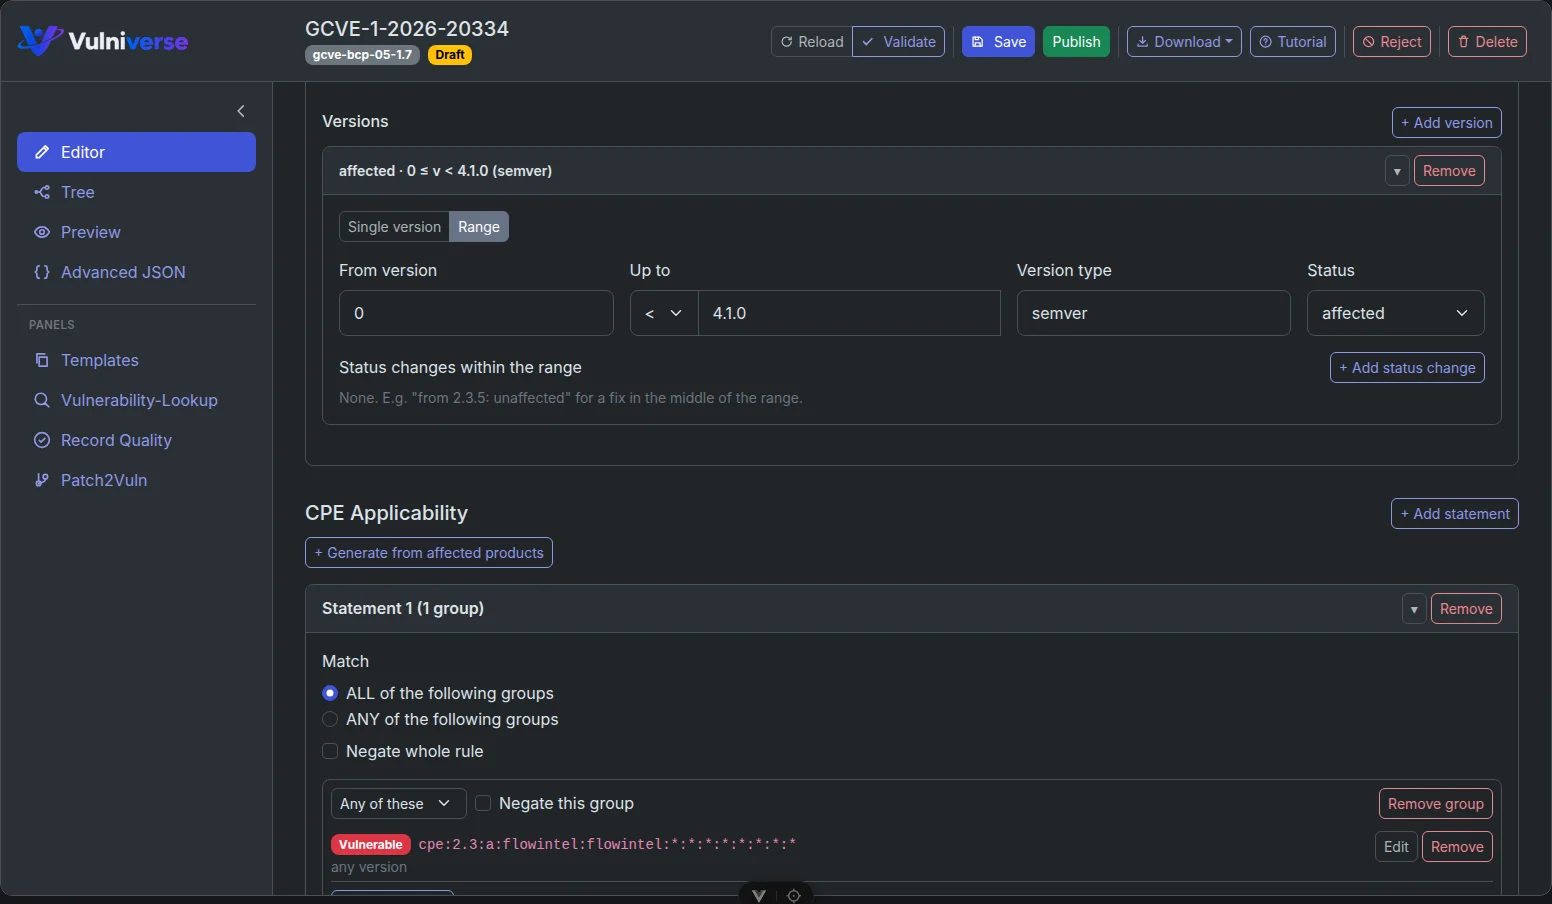 Vulniverse
GCVE-1-2026-20334
gcve-bcp-05-1.7 Draft
Reload Validate Save Publish Download Tutorial Reject Delete
Editor
Tree
Preview
Advanced JSON
PANELS
Templates
Vulnerability-Lookup
Record Quality
Patch2Vuln
Versions
+ Add version
affected · 0 ≤ v < 4.1.0 (semver)
Remove
Single version Range
From version Up to Version type Status
0 < 4.1.0 semver affected
Status changes within the range
+ Add status change
None. E.g. "from 2.3.5: unaffected" for a fix in the middle of the range.
CPE Applicability
+ Add statement
+ Generate from affected products
Statement 1 (1 group)
Remove
Match
ALL of the following groups
ANY of the following groups
Negate whole rule
Any of these Negate this group
Remove group
Vulnerable cpe:2.3:a:flowintel:flowintel:*:*:*:*:*:*:*:*
Edit Remove
any version